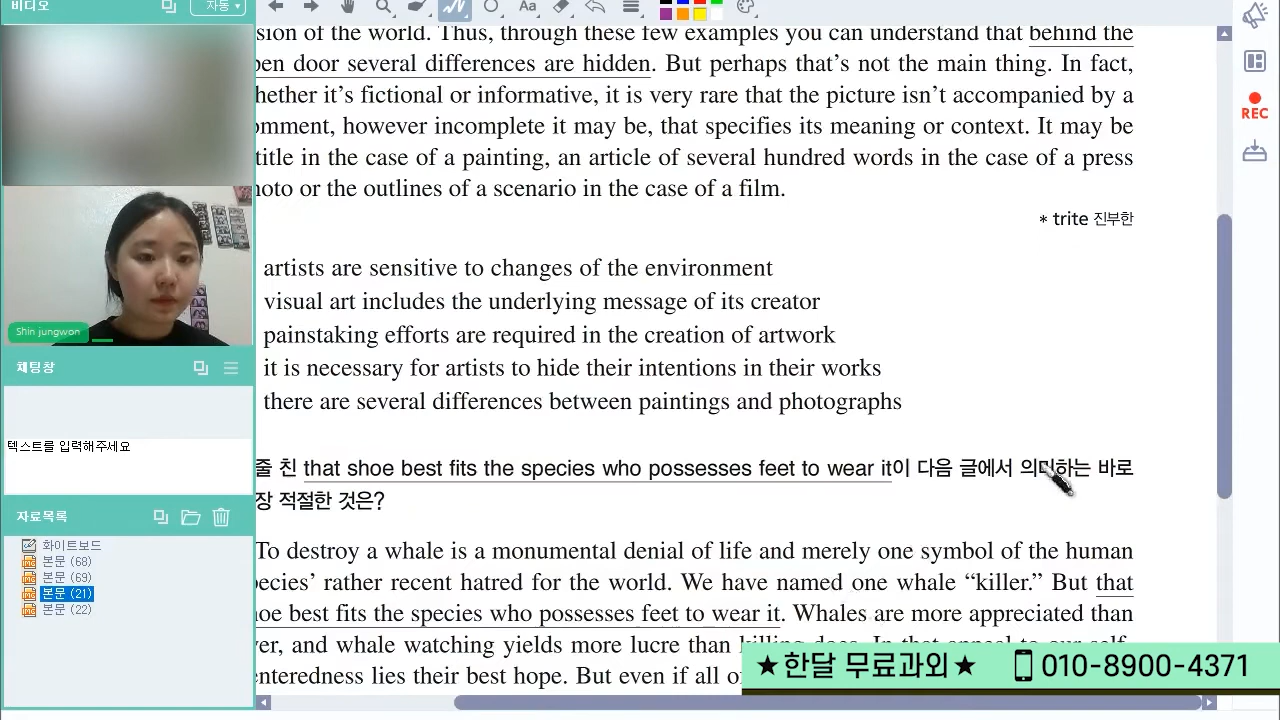 비디오
자동
Aa
REC
sion of the world. Thus, through these few examples you can understand that behind the
pen door several differences are hidden. But perhaps that's not the main thing. In fact,
hether it's fictional or informative, it is very rare that the picture isn't accompanied by a
omment, however incomplete it may be, that specifies its meaning or context. It may be
title in the case of a painting, an article of several hundred words in the case of a press
hoto or the outlines of a scenario in the case of a film.
* trite 진부한
artists are sensitive to changes of the environment
visual art includes the underlying message of its creator
painstaking efforts are required in the creation of artwork
it is necessary for artists to hide their intentions in their works
there are several differences between paintings and photographs
줄 친 that shoe best fits the species who possesses feet to wear it이 다음 글에서 의미하는 바로
장 적절한 것은?
To destroy a whale is a monumental denial of life and merely one symbol of the human
pecies' rather recent hatred for the world. We have named one whale “killer.” But that
hoe best fits the species who possesses feet to wear it. Whales are more appreciated than
ver, and whale watching yields more lucre than killing does. In that appeal to our self-
enteredness lies their best hope. But even if all
Shin jungwon
채팅창
텍스트를 입력해주세요
자료목록
화이트보드
본문 (68)
본문 (69)
본문 (21)
본문 (22)
★한달 무료과외★ 010-8900-4371